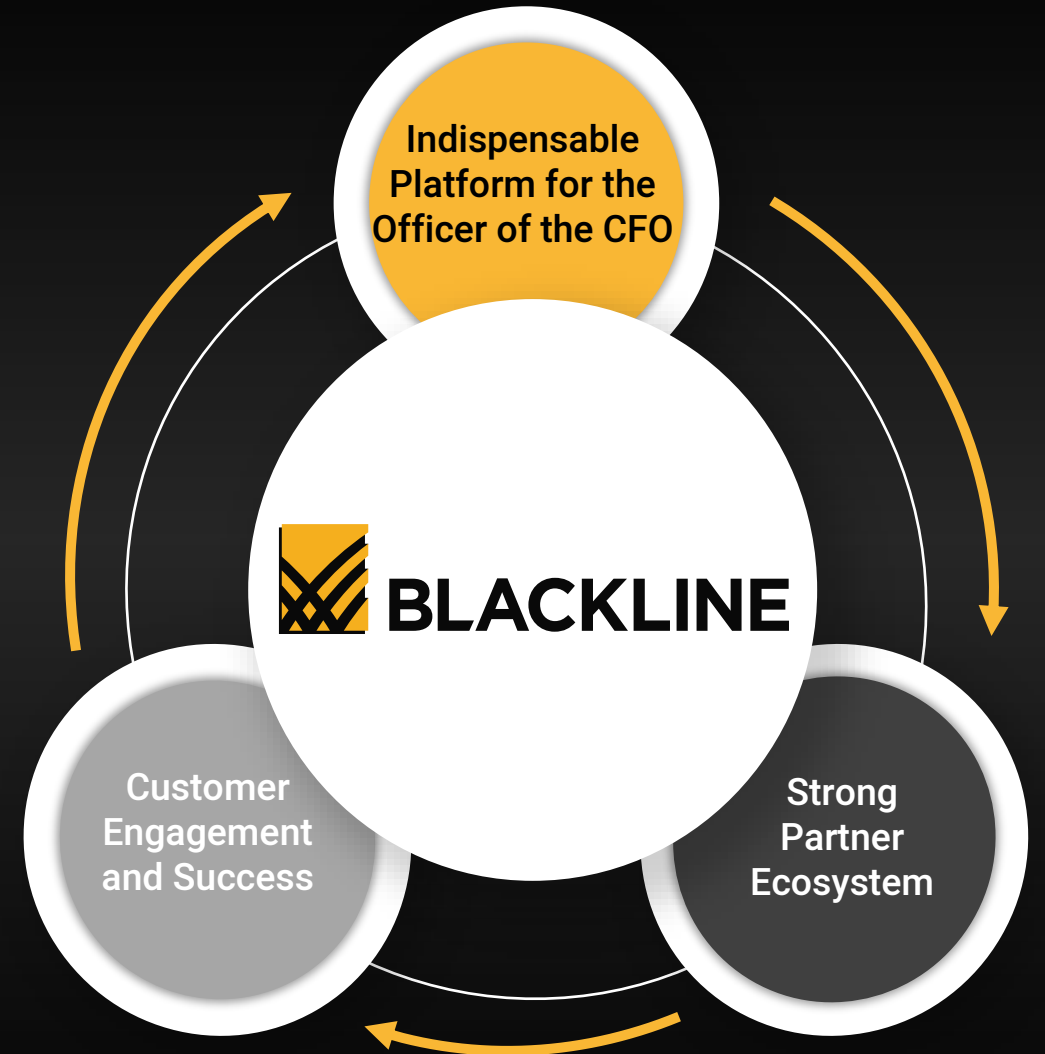 Indispensable
Platform for the
Officer of the CFO
BLACKLINE
Customer
Engagement
and Success
Strong
Partner
Ecosystem